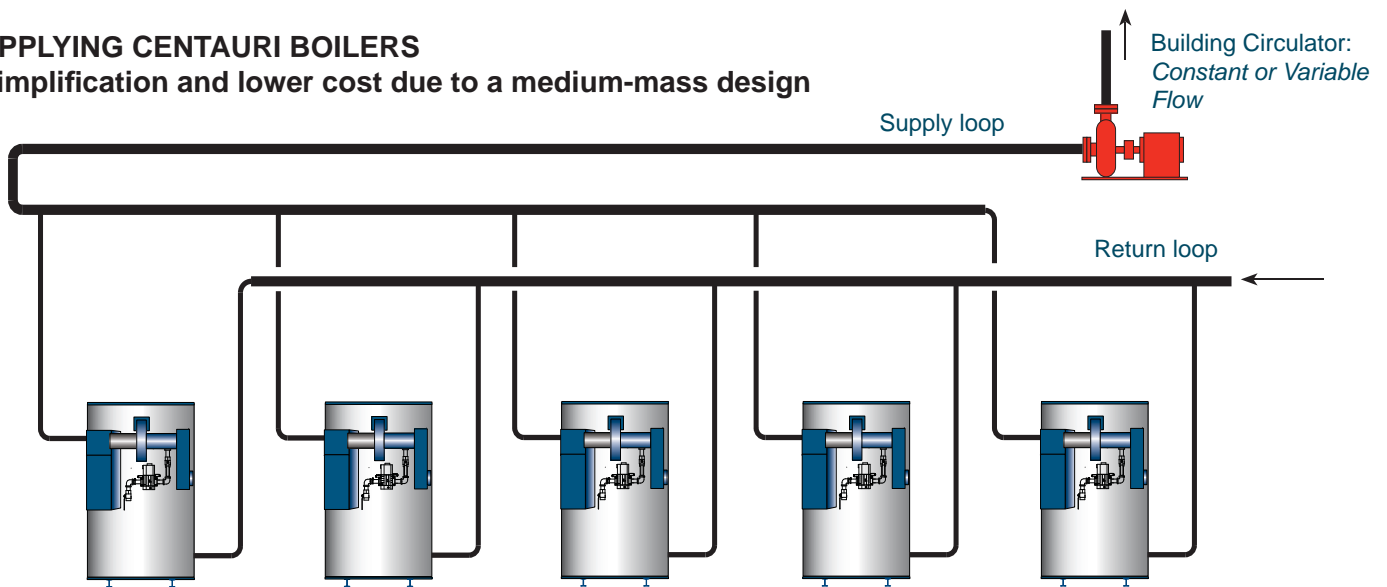 PPLYING CENTAURI BOILERS
implification and lower cost due to a medium-mass design
Building Circulator:
Constant or Variable
Flow
Supply loop
Return loop